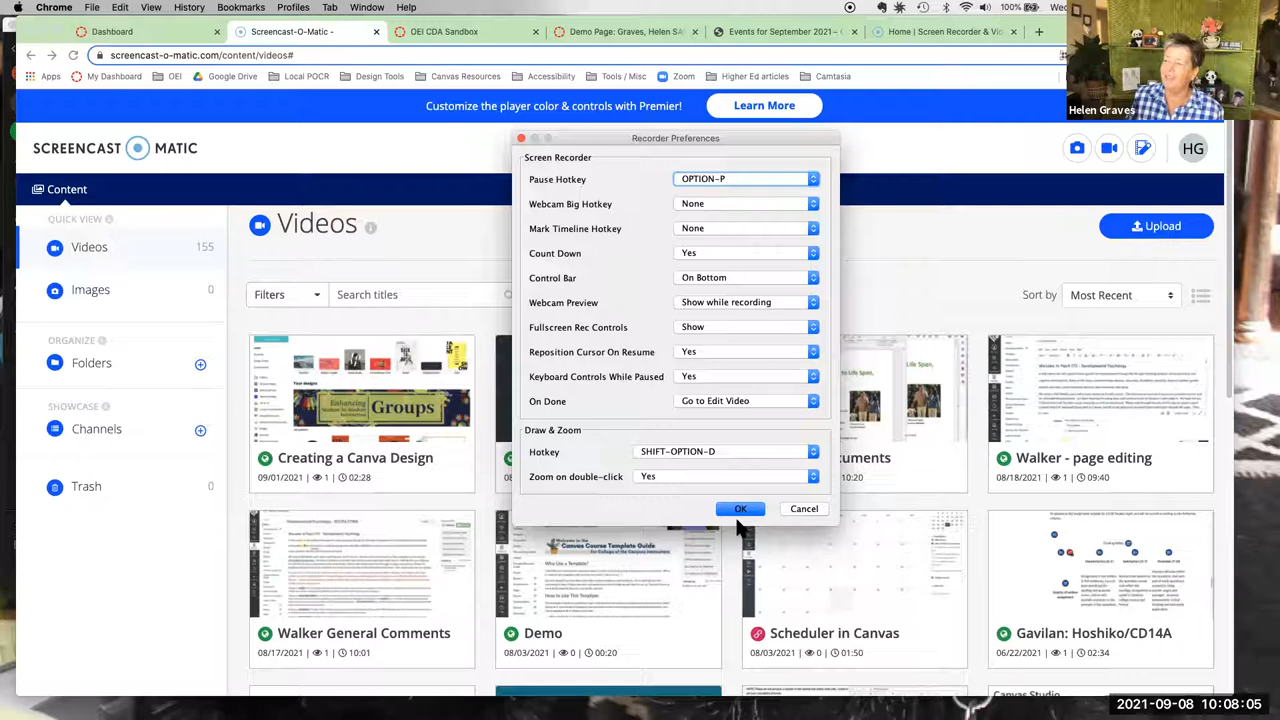 Chrome File Edit View History Bookmarks Profiles Tab Window Help 100%
Dashboard Screencast-O-Matic - OEI CDA Sandbox Demo Page: Graves, Helen Events for September 2021 – Home | Screen Recorder & Vi
screencast-o-matic.com/content/videos#
Apps My Dashboard OEI Google Drive Local POCR Design Tools Canvas Resources Accessibility Tools / Misc Zoom Higher Ed articles Camtasia
Helen Graves
Customize the player color & controls with Premier! Learn More
SCREENCAST MATIC HG
Content
QUICK VIEW
Videos 155
Images 0
ORGANIZE
Folders
SHOWCASE
Channels
Trash 0
Videos Upload
Filters Search titles Sort by Most Recent
Recorder Preferences
Screen Recorder
Pause Hotkey OPTION-P
Webcam Big Hotkey None
Mark Timeline Hotkey None
Count Down Yes
Control Bar On Bottom
Webcam Preview Show while recording
Fullscreen Rec Controls Show
Reposition Cursor On Resume Yes
Keyboard Controls While Paused Yes
On Done Go to Edit Video
Draw & Zoom
Hotkey SHIFT-OPTION-D
Zoom on double-click Yes
OK Cancel
Enhancing
Groups
Life Span,
Creating a Canva Design
09/01/2021 1 02:28
cuments
10:20
Walker - page editing
08/18/2021 1 09:40
Canvas Course Template Guide
Walker General Comments
08/17/2021 1 10:01
Demo
08/03/2021 0 00:20
Scheduler in Canvas
08/03/2021 0 01:50
Gavilan: Hoshiko/CD14A
06/22/2021 1 02:34
Canvas Studio
2021-09-08 10:08:05